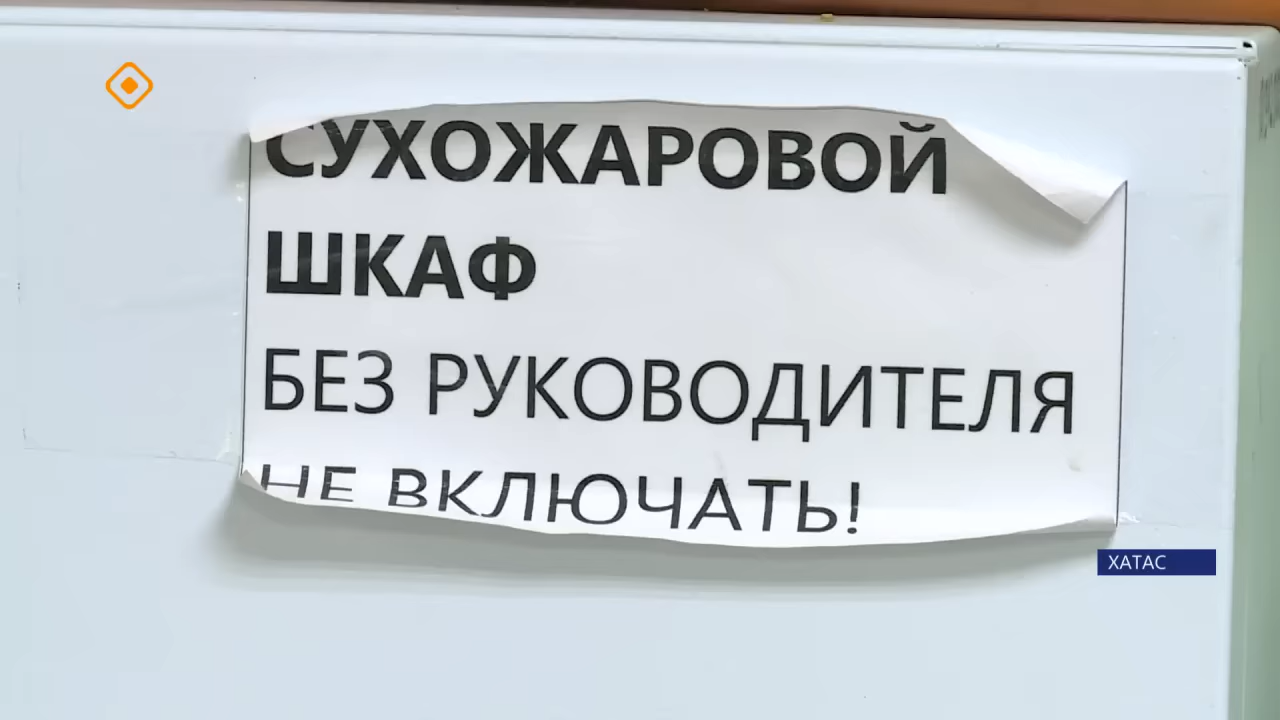 СУХОЖАРОВОЙ
ШКАФ
БЕЗ РУКОВОДИТЕЛЯ
НЕ ВКЛЮЧАТЬ!
ХАТАС